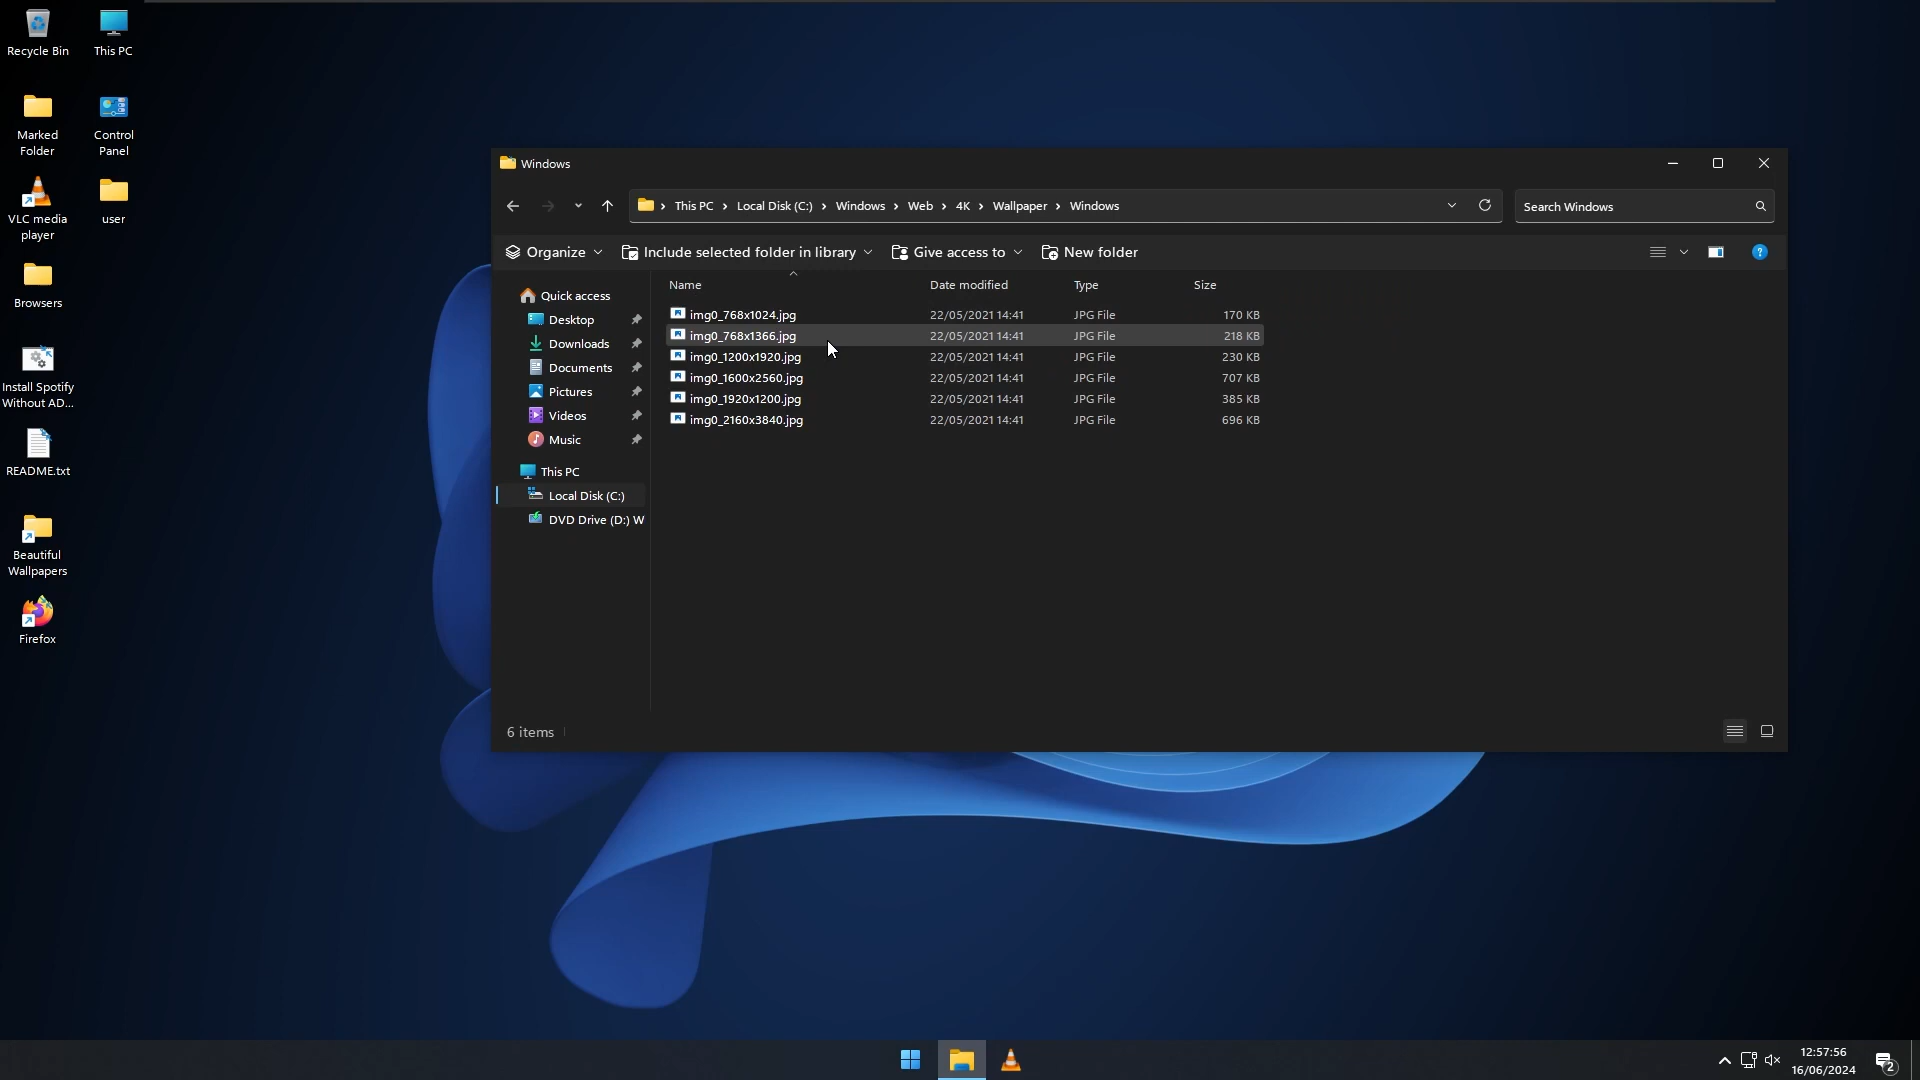 Recycle Bin
This PC
Marked
Folder
Control
Panel
VLC media
player
user
Browsers
Install Spotify
Without AD...
README.txt
Beautiful
Wallpapers
Firefox
Windows
This PC > Local Disk (C:) > Windows > Web > 4K > Wallpaper > Windows
Search Windows
Organize
Include selected folder in library
Give access to
New folder
?
Quick access
Desktop
Downloads
Documents
Pictures
Videos
Music
This PC
Local Disk (C:)
DVD Drive (D:) W
Name Date modified Type Size
img0_768x1024.jpg 22/05/2021 14:41 JPG File 170 KB
img0_768x1366.jpg 22/05/2021 14:41 JPG File 218 KB
img0_1200x1920.jpg 22/05/2021 14:41 JPG File 230 KB
img0_1600x2560.jpg 22/05/2021 14:41 JPG File 707 KB
img0_1920x1200.jpg 22/05/2021 14:41 JPG File 385 KB
img0_2160x3840.jpg 22/05/2021 14:41 JPG File 696 KB
6 items
12:57:56
16/06/2024
2